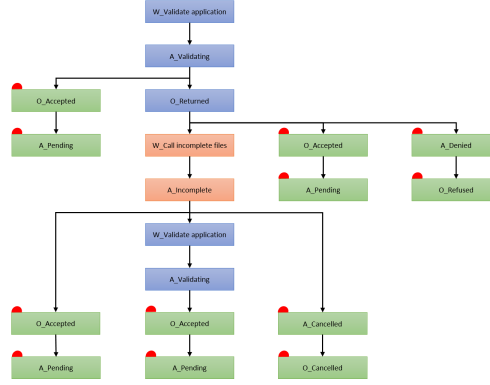 W_Validate application
A_Validating
O_Accepted
O_Returned
A_Pending
W_Call incomplete files
O_Accepted
A_Denied
A_Incomplete
A_Pending
O_Refused
W_Validate application
A_Validating
O_Accepted
O_Accepted
A_Cancelled
A_Pending
A_Pending
O_Cancelled